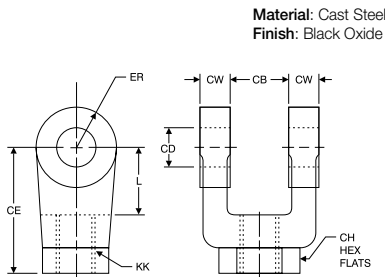 Material: Cast Steel
Finish: Black Oxide
ER
CW
CB
CW
CD
CE
L
KK
CH
HEX
FLATS